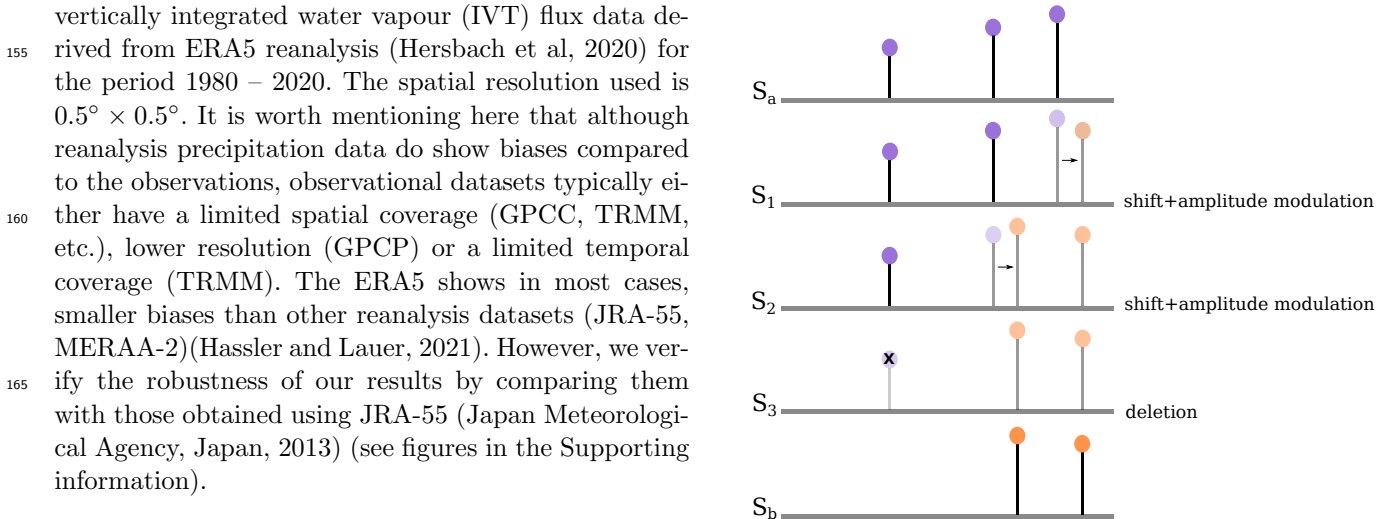 vertically integrated water vapour (IVT) flux data de-
155 rived from ERA5 reanalysis (Hersbach et al, 2020) for
the period 1980 – 2020. The spatial resolution used is
0.5° × 0.5°. It is worth mentioning here that although
reanalysis precipitation data do show biases compared
to the observations, observational datasets typically ei-
160 ther have a limited spatial coverage (GPCC, TRMM,
etc.), lower resolution (GPCP) or a limited temporal
coverage (TRMM). The ERA5 shows in most cases,
smaller biases than other reanalysis datasets (JRA-55,
MERAA-2)(Hassler and Lauer, 2021). However, we ver-
165 ify the robustness of our results by comparing them
with those obtained using JRA-55 (Japan Meteorologi-
cal Agency, Japan, 2013) (see figures in the Supporting
information).
Sa
S1
shift+amplitude modulation
S2
shift+amplitude modulation
x
S3
deletion
Sb